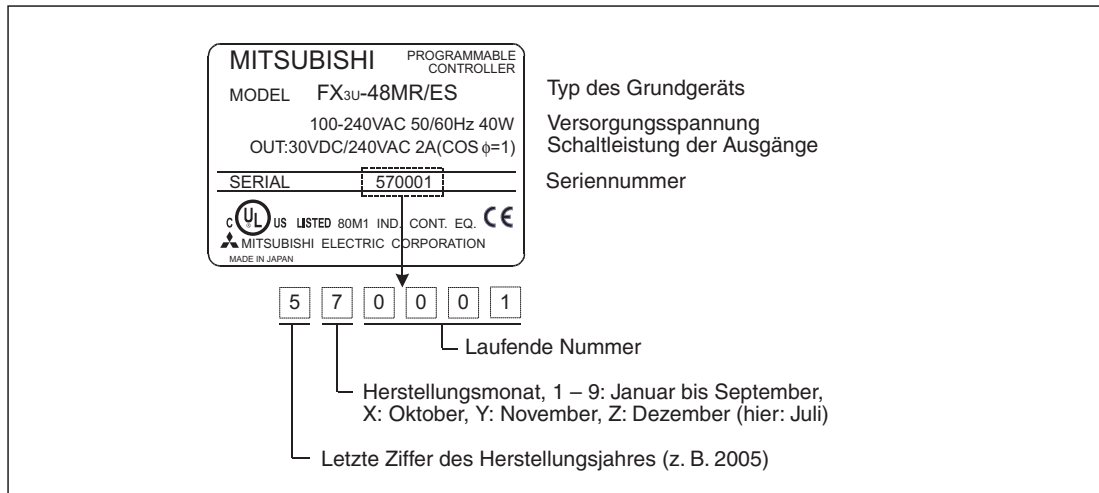 MITSUBISHI PROGRAMMABLE CONTROLLER
MODEL FX3U-48MR/ES Typ des Grundgeräts
100-240VAC 50/60Hz 40W Versorgungsspannung
OUT:30VDC/240VAC 2A(COS ϕ=1) Schaltleistung der Ausgänge
SERIAL 570001 Seriennummer
C UL US LISTED 80M1 IND. CONT. EQ. CE
MITSUBISHI ELECTRIC CORPORATION
MADE IN JAPAN
5 7 0 0 0 1
Laufende Nummer
Herstellungsmonat, 1 – 9: Januar bis September,
X: Oktober, Y: November, Z: Dezember (hier: Juli)
Letzte Ziffer des Herstellungsjahres (z. B. 2005)